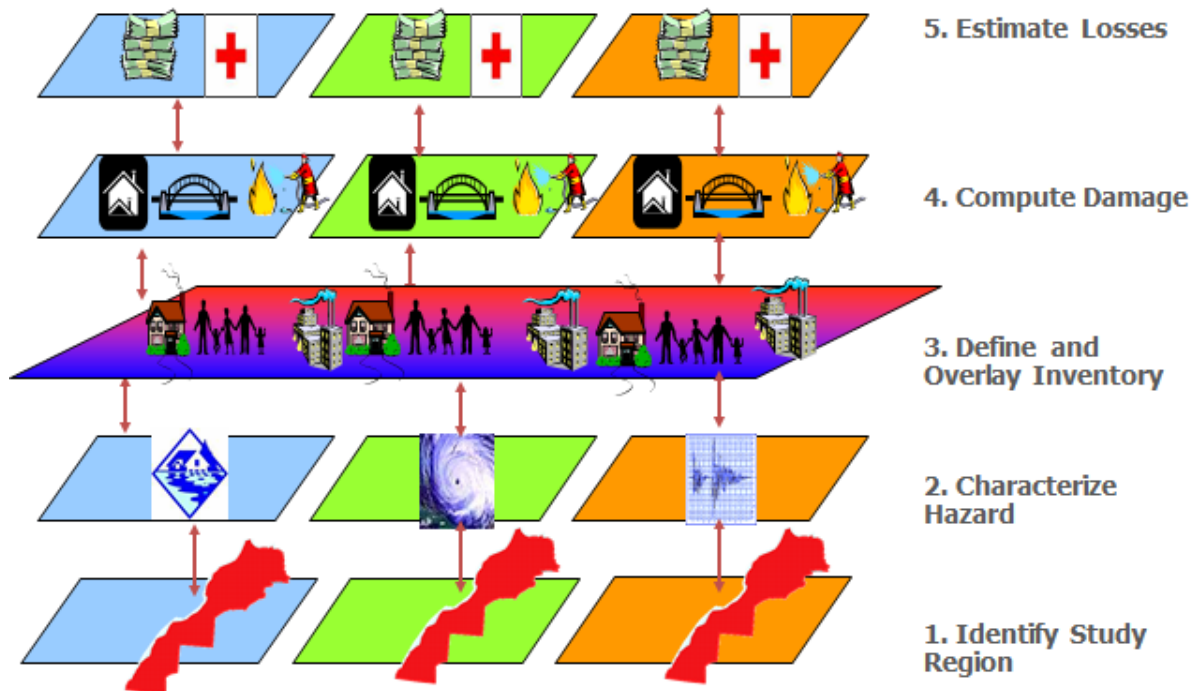 5. Estimate Losses
4. Compute Damage
3. Define and
Overlay Inventory
2. Characterize
Hazard
1. Identify Study
Region